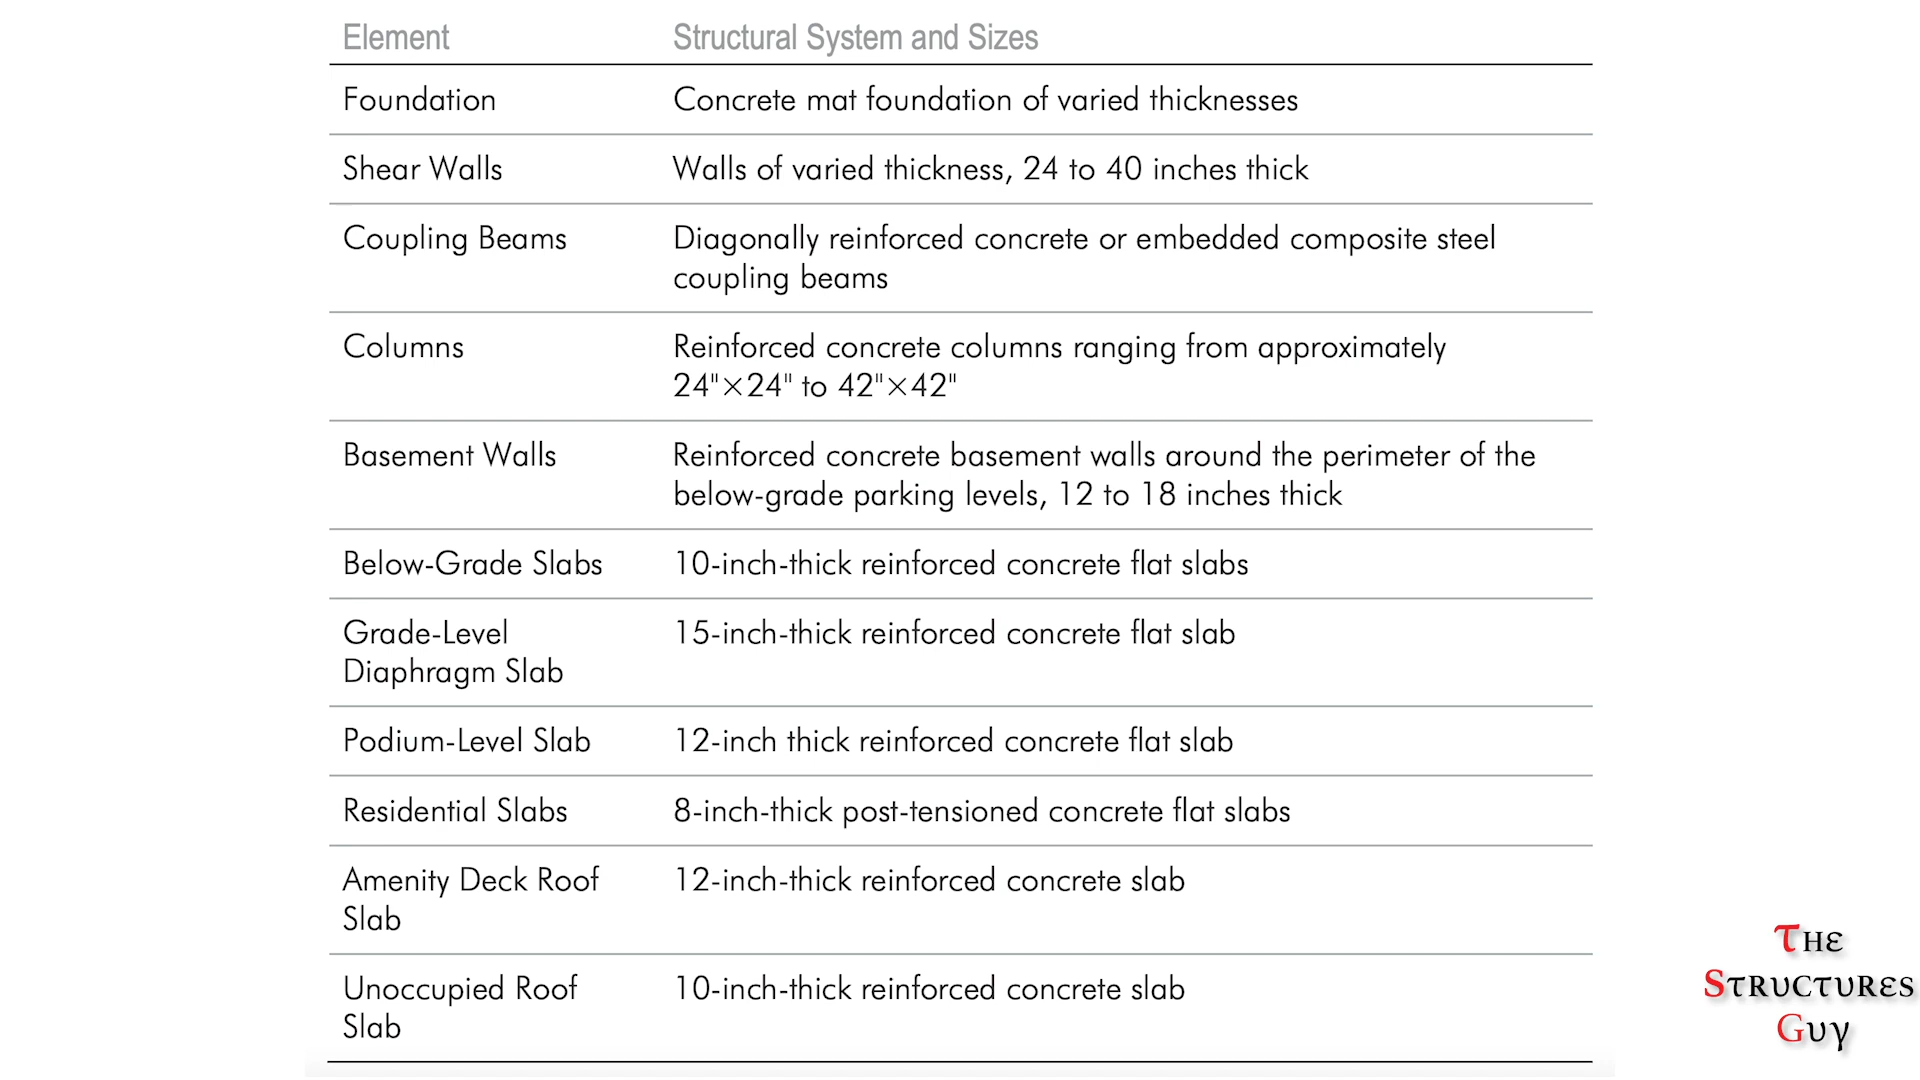 Element Structural System and Sizes
Foundation Concrete mat foundation of varied thicknesses
Shear Walls Walls of varied thickness, 24 to 40 inches thick
Coupling Beams Diagonally reinforced concrete or embedded composite steel
coupling beams
Columns Reinforced concrete columns ranging from approximately
24"×24" to 42"×42"
Basement Walls Reinforced concrete basement walls around the perimeter of the
below-grade parking levels, 12 to 18 inches thick
Below-Grade Slabs 10-inch-thick reinforced concrete flat slabs
Grade-Level 15-inch-thick reinforced concrete flat slab
Diaphragm Slab
Podium-Level Slab 12-inch thick reinforced concrete flat slab
Residential Slabs 8-inch-thick post-tensioned concrete flat slabs
Amenity Deck Roof 12-inch-thick reinforced concrete slab
Slab
Unoccupied Roof 10-inch-thick reinforced concrete slab
Slab
The
Structures
Guy